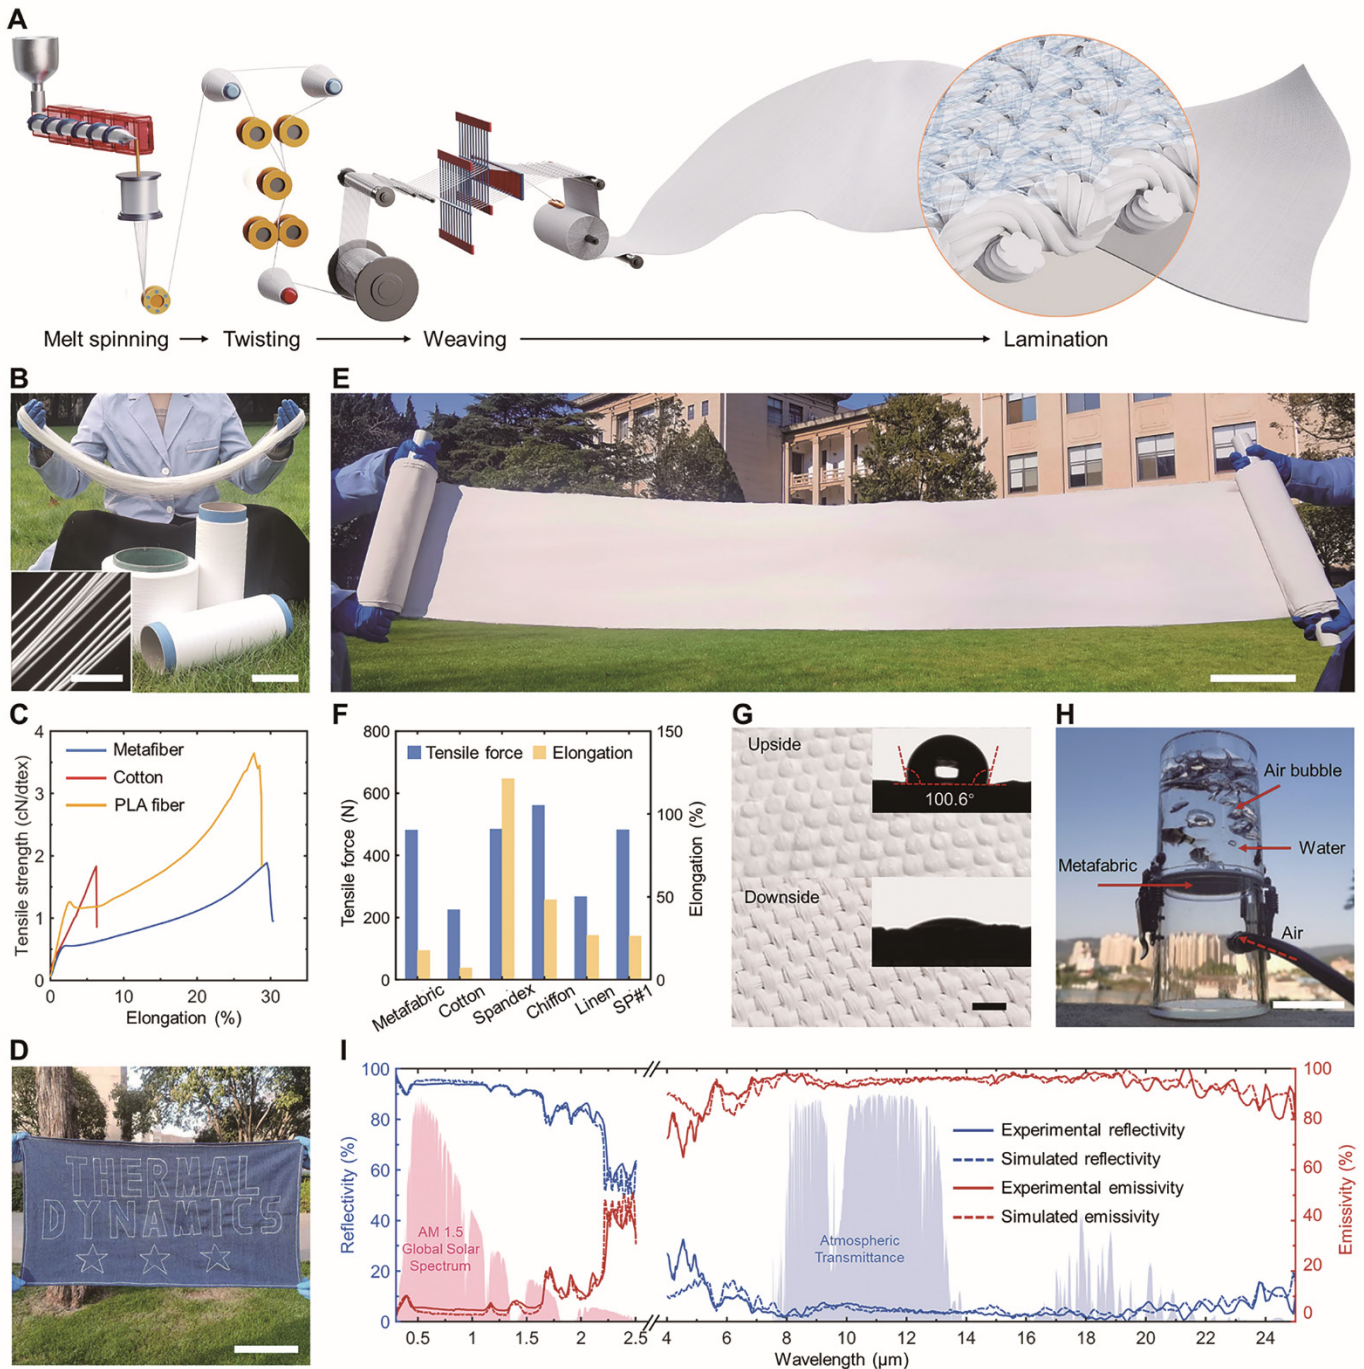 A
Melt spinning
Twisting
Weaving
Lamination
B
E
C
Tensile strength (cN/dtex)
4
3
2
1
0
Metafiber
Cotton
PLA fiber
0
10
20
30
Elongation (%)
F
Tensile force (N)
800
600
400
200
0
Tensile force
Elongation
150
100
50
0
Elongation (%)
Metafabric
Cotton
Spandex
Chiffon
Linen
SP#1
G
Upside
100.6°
Downside
H
Air bubble
Water
Metafabric
Air
D
THERMAL
DYNAMICS
I
Reflectivity (%)
100
80
60
40
20
0
AM 1.5
Global Solar
Spectrum
Atmospheric
Transmittance
Experimental reflectivity
Simulated reflectivity
Experimental emissivity
Simulated emissivity
100
80
60
40
20
0
Emissivity (%)
0.5
1
1.5
2
2.5
4
6
8
10
12
14
16
18
20
22
24
Wavelength (μm)